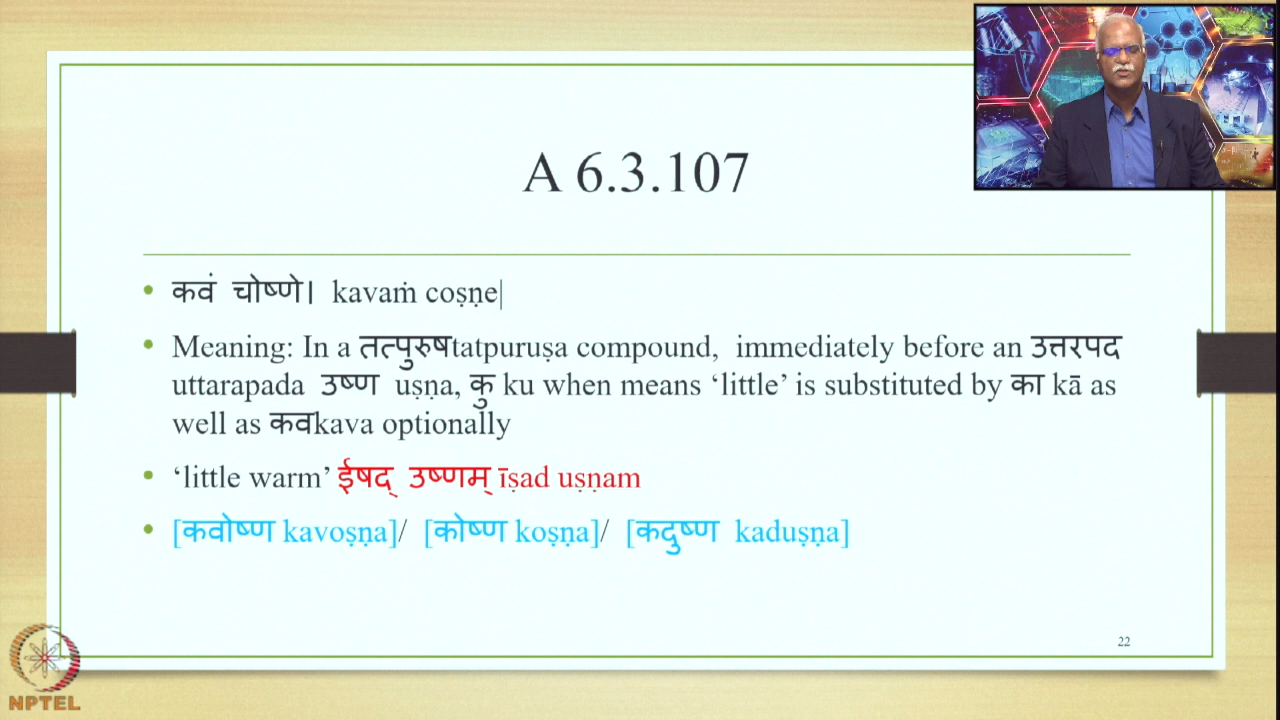 A 6.3.107
कवं चोष्णे। kavaṁ coṣṇe|
Meaning: In a तत्पुरुषtatpuruṣa compound, immediately before an उत्तरपद
uttarapada उष्ण uṣṇa, कु ku when means ‘little’ is substituted by का kā as
well as कवkava optionally
‘little warm’ ईषद् उष्णम् īṣad uṣṇam
[कवोष्ण kavoṣṇa]/ [कोष्ण koṣṇa]/ [कदुष्ण kaduṣṇa]
22
NPTEL